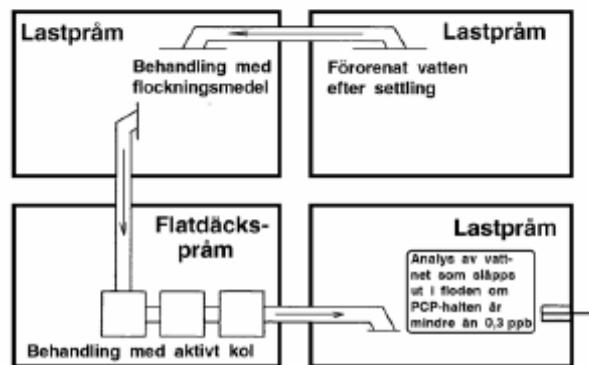 Lastpråm
Behandling med
flockningsmedel
Lastpråm
Förorenat vatten
efter settling
Flatdäcks-
pråm
Behandling med aktivt kol
Lastpråm
Analys av vatt-
net som släpps
ut i floden om
PCP-halten är
mindre än 0,3 ppb